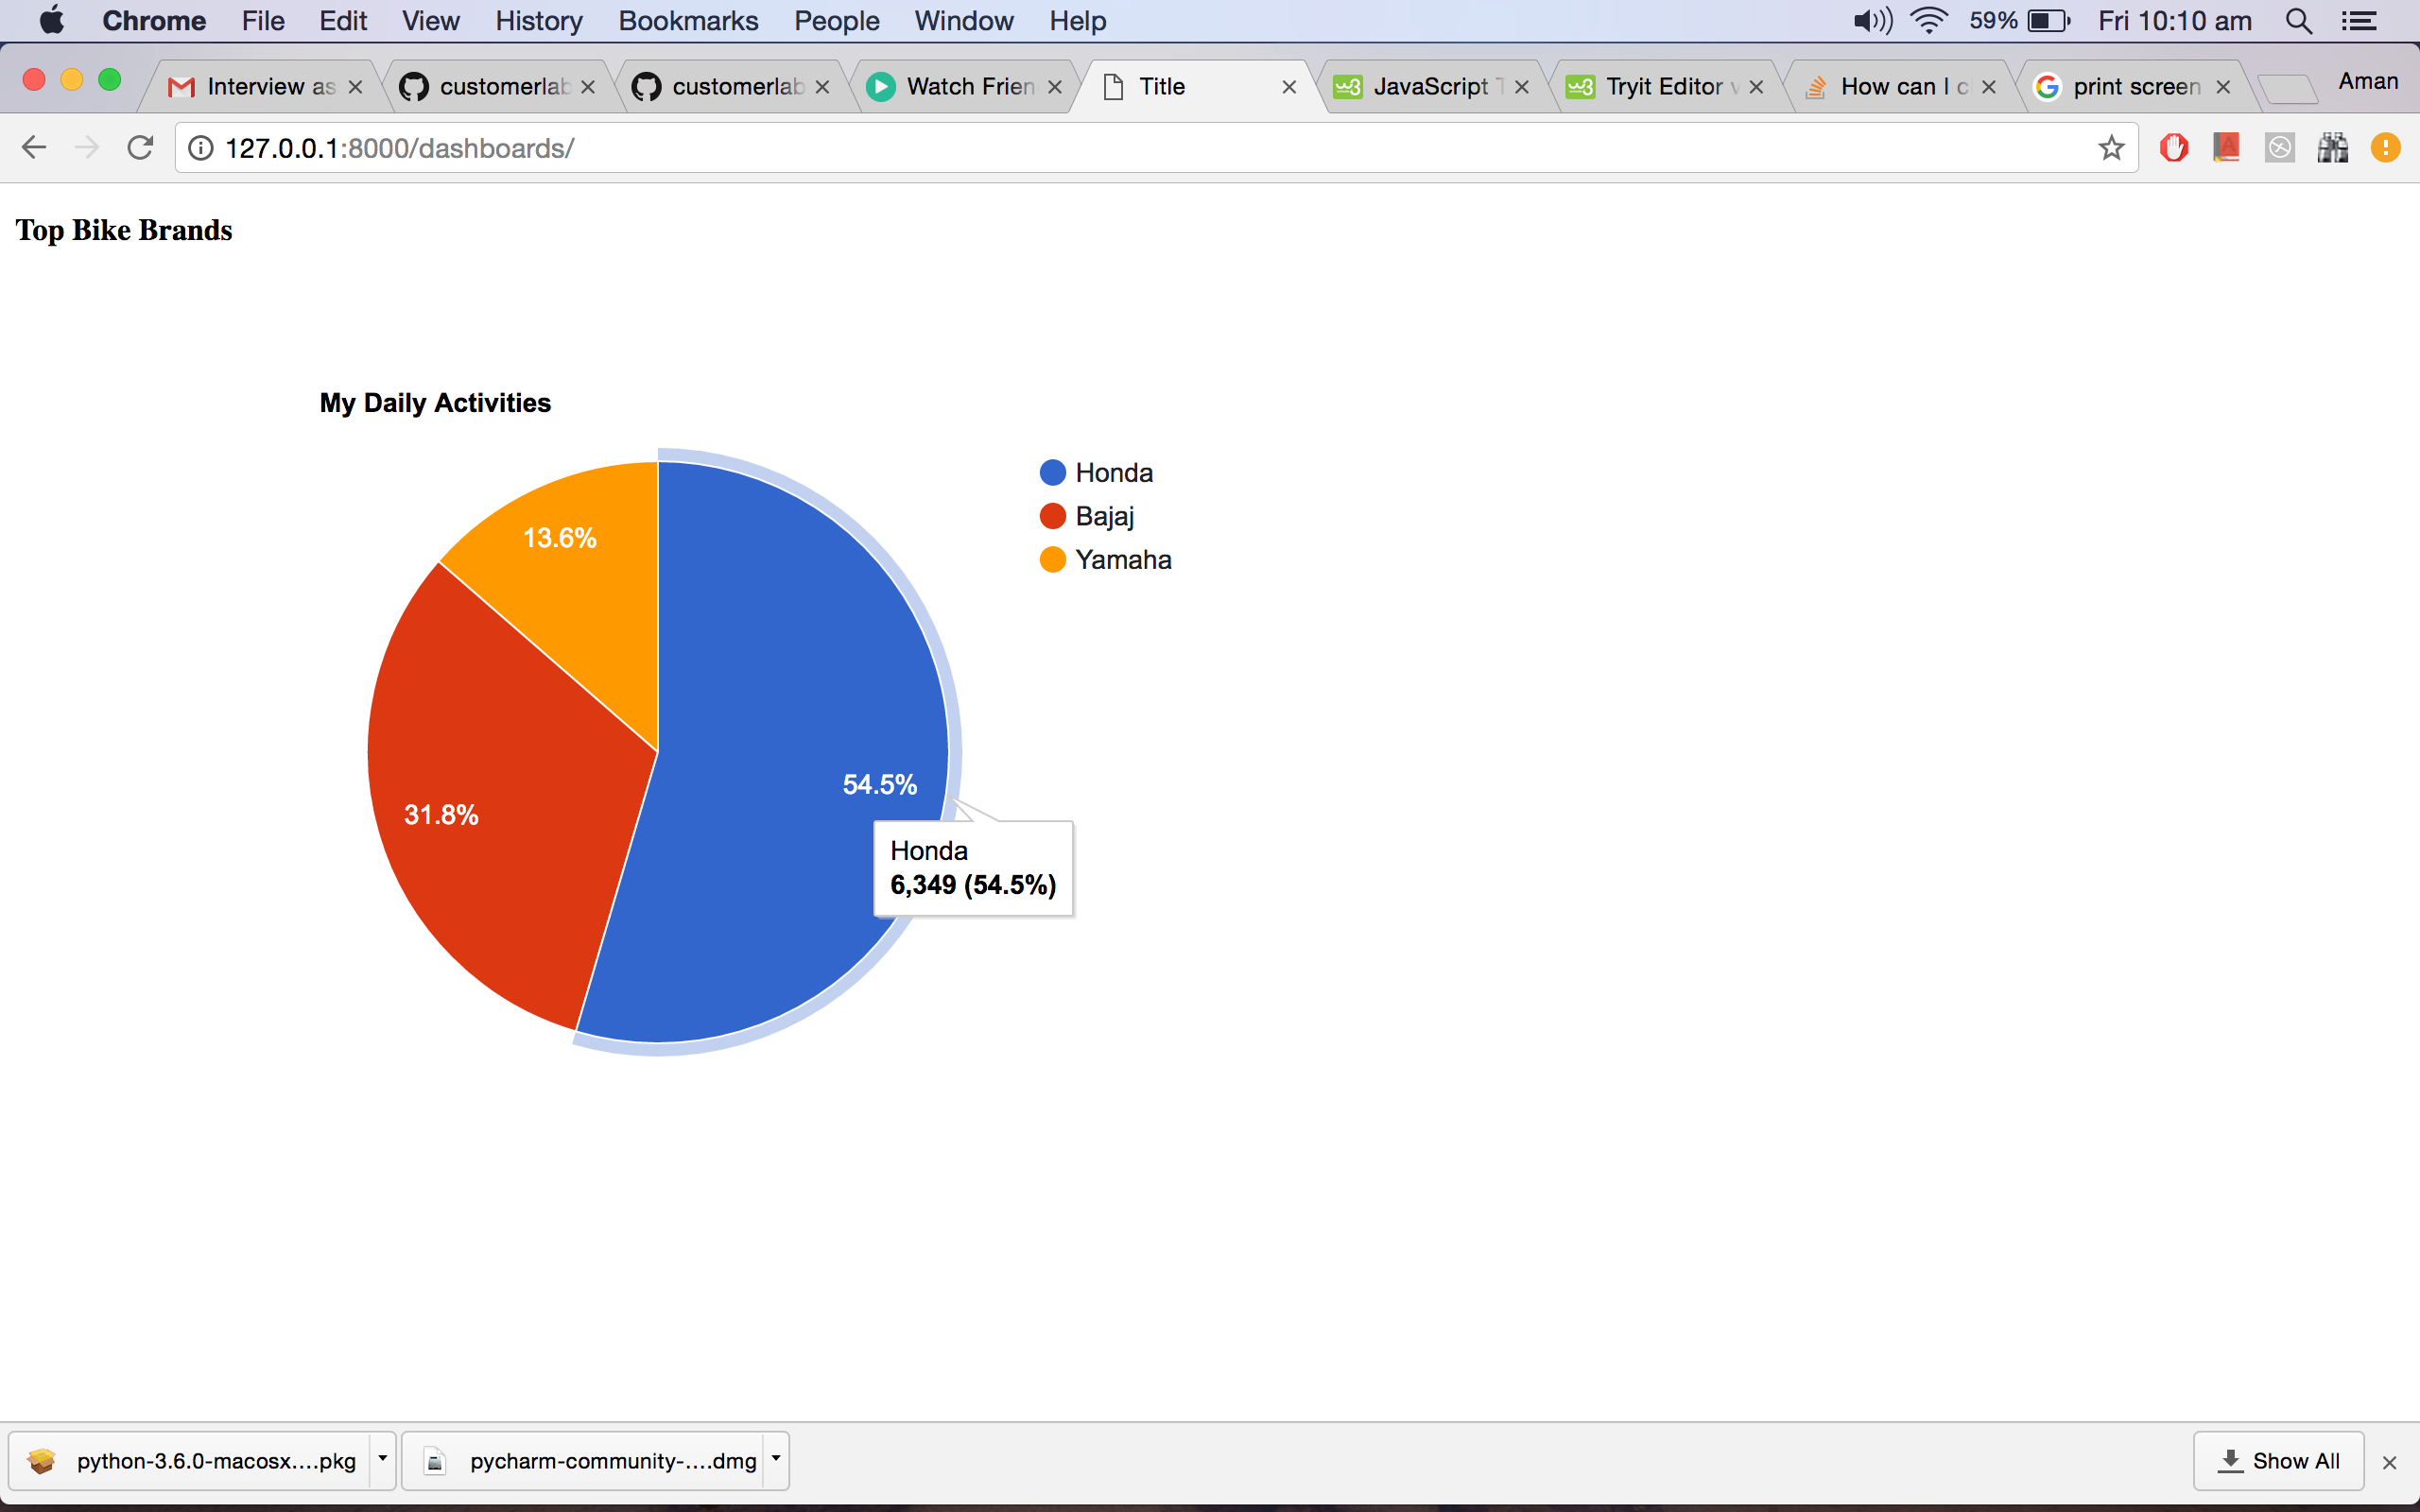 Chrome File Edit View History Bookmarks People Window Help 59% Fri 10:10 am
Interview as customerlab customerlab Watch Frien Title JavaScript Tryit Editor v How can I c print screen Aman
127.0.0.1:8000/dashboards/
Top Bike Brands
My Daily Activities
Honda
Bajaj
Yamaha
13.6%
54.5%
31.8%
Honda
6,349 (54.5%)
python-3.6.0-macosx....pkg pycharm-community-....dmg Show All